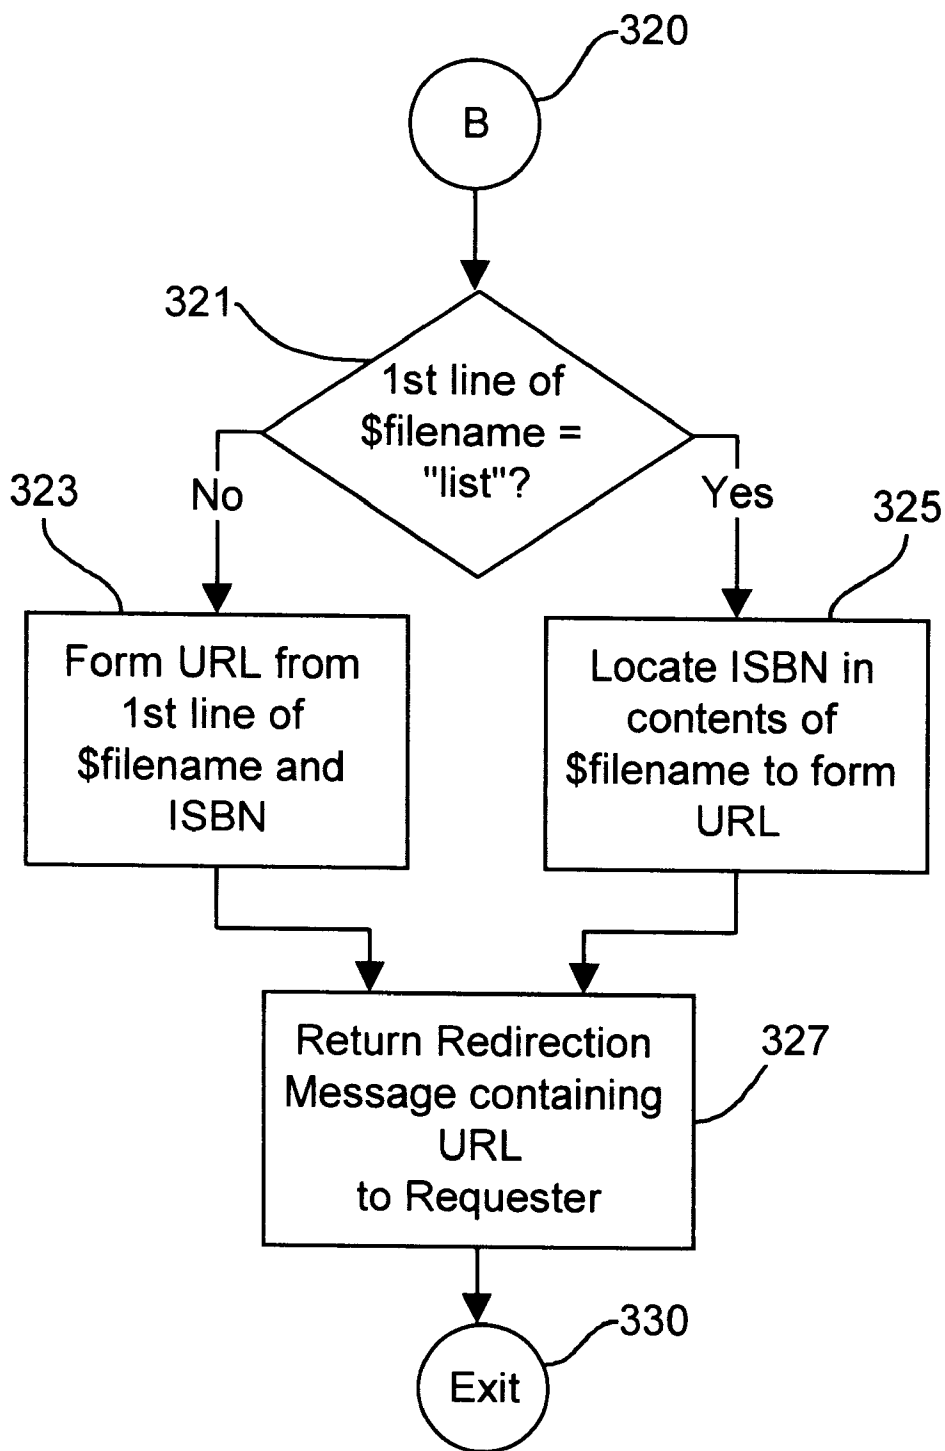 320
B
321
1st line of
$filename =
"list"?
323
No
Yes
325
Form URL from
1st line of
$filename and
ISBN
Locate ISBN in
contents of
$filename to form
URL
Return Redirection
Message containing
URL
to Requester
327
330
Exit